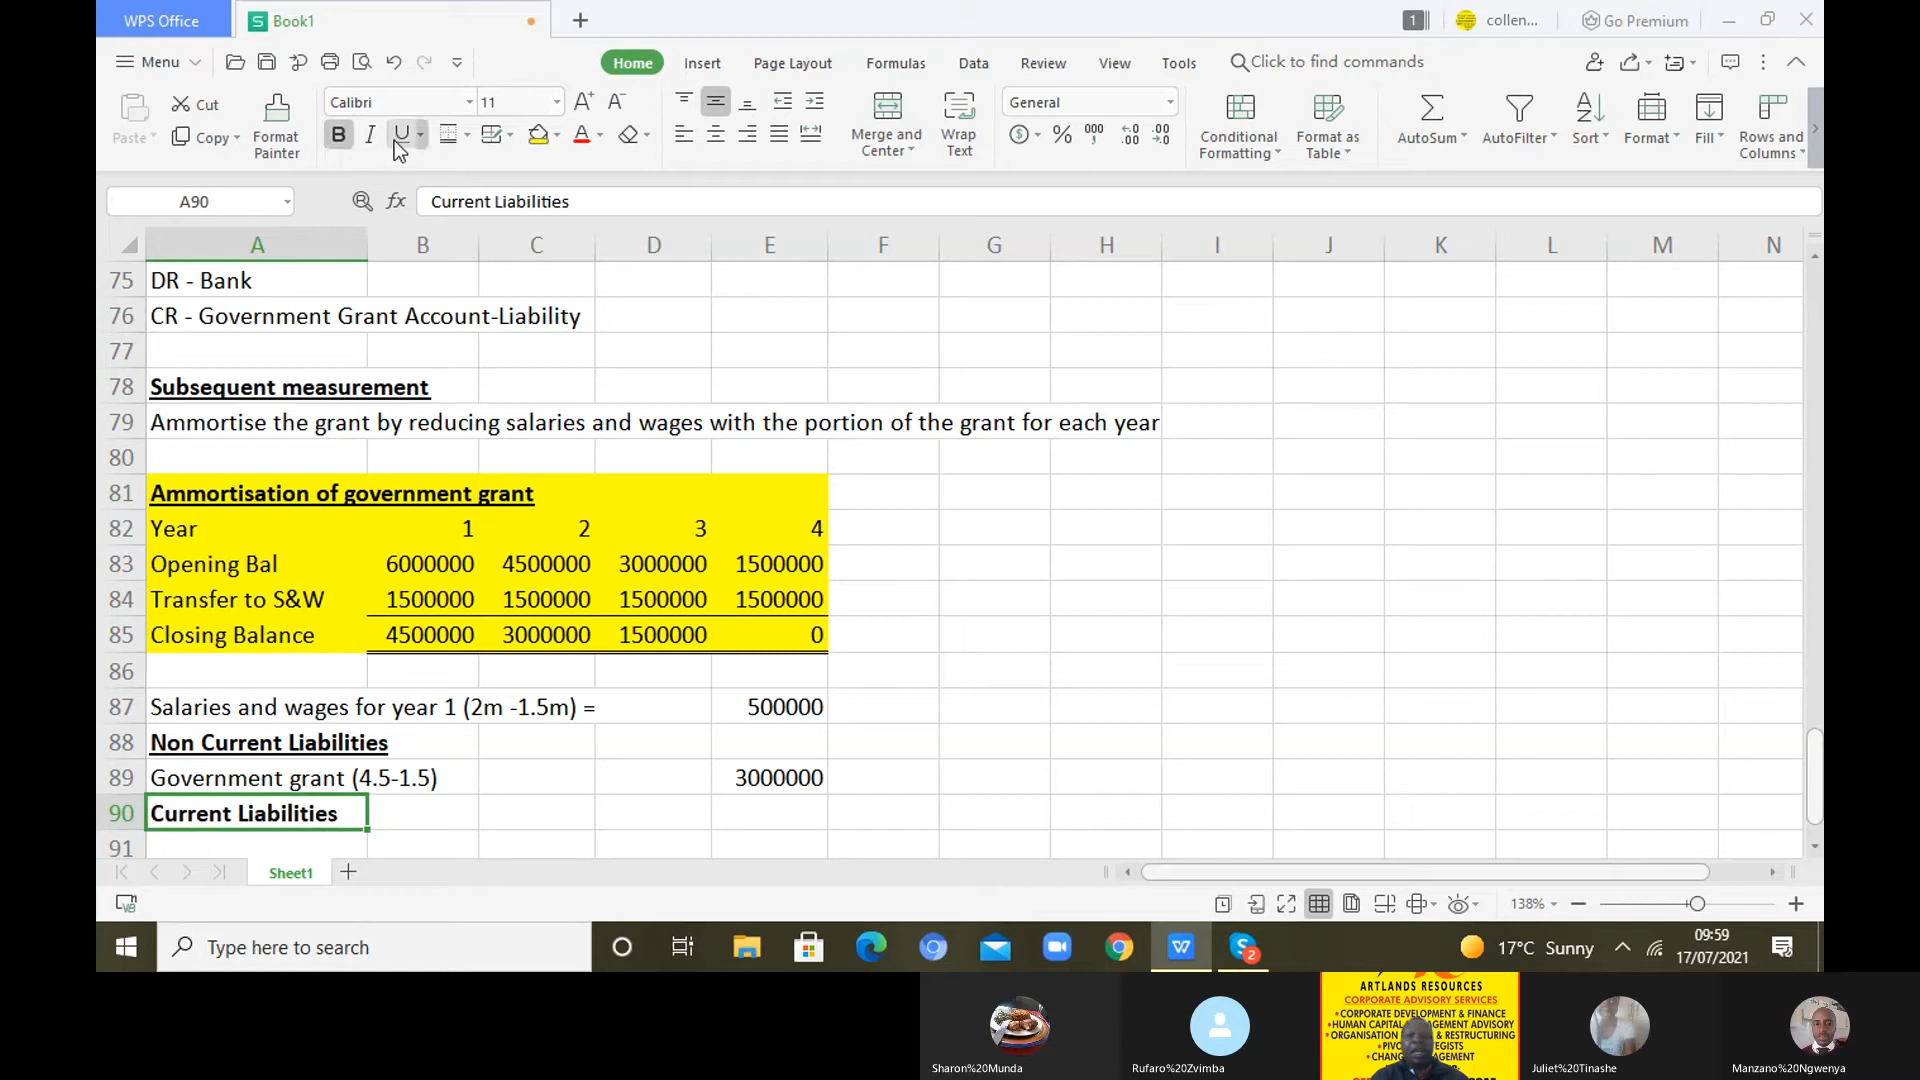 WPS Office
Book1
1
collen...
Go Premium
Menu
Home
Insert
Page Layout
Formulas
Data
Review
View
Tools
Click to find commands
Paste
Cut
Copy
Format Painter
Calibri
11
B I U
Merge and Center
Wrap Text
General
Conditional Formatting
Format as Table
AutoSum
AutoFilter
Sort
Format
Fill
Rows and Columns
A90
fx
Current Liabilities
A B C D E F G H I J K L M N
75 DR - Bank
76 CR - Government Grant Account-Liability
77
78 Subsequent measurement
79 Ammortise the grant by reducing salaries and wages with the portion of the grant for each year
80
81 Ammortisation of government grant
82 Year 1 2 3 4
83 Opening Bal 6000000 4500000 3000000 1500000
84 Transfer to S&W 1500000 1500000 1500000 1500000
85 Closing Balance 4500000 3000000 1500000 0
86
87 Salaries and wages for year 1 (2m -1.5m) = 500000
88 Non Current Liabilities
89 Government grant (4.5-1.5) 3000000
90 Current Liabilities
91
Sheet1
138%
Type here to search
2
17°C Sunny
09:59
17/07/2021
ARTLANDS RESOURCES
CORPORATE ADVISORY SERVICES
• CORPORATE DEVELOPMENT & FINANCE
Sharon%20Munda
Rufaro%20Zvimba
Juliet%20Tinashe
Manzano%20Ngwenya